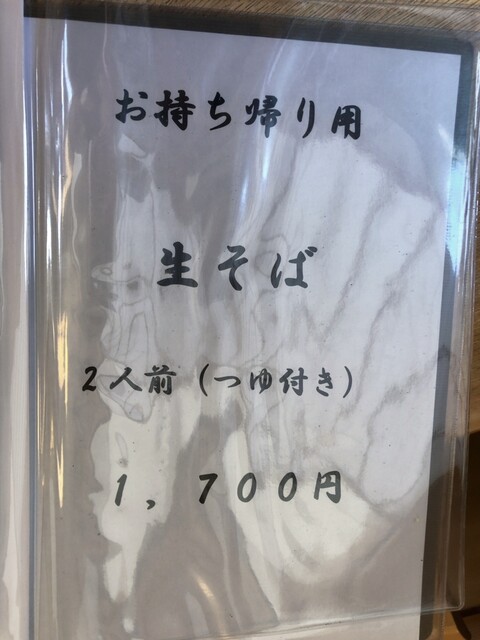 お持ち帰り用
生そば
2人前（つゆ付き）
1，700円